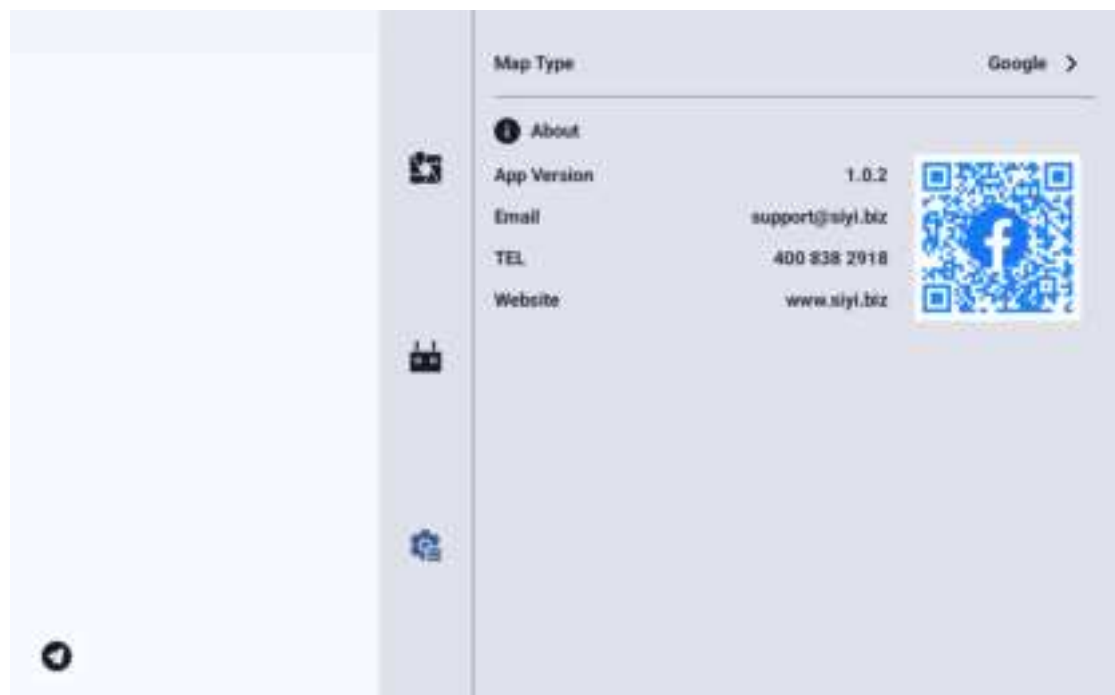 Map Type Google
About
App Version 1.0.2
Email support@siyi.biz
TEL 400 838 2918
Website www.siyi.biz